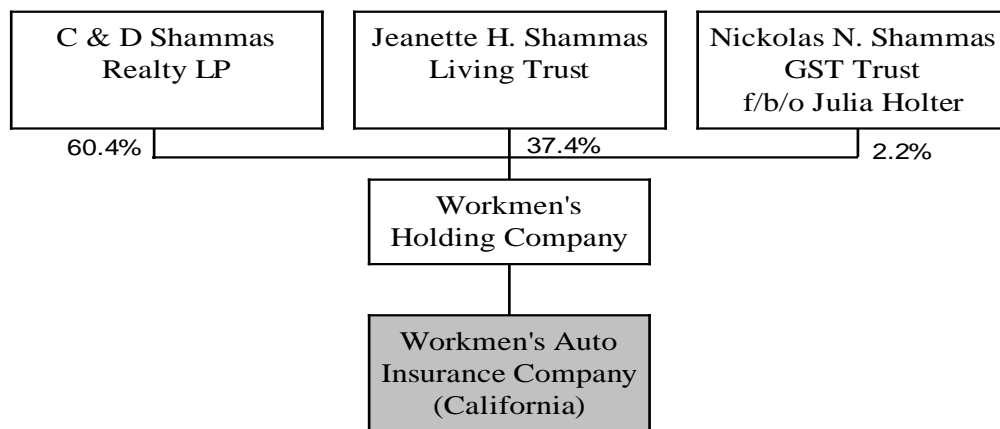 C & D Shammas
Realty LP
Jeanette H. Shammas
Living Trust
Nickolas N. Shammas
GST Trust
f/b/o Julia Holter
60.4%
37.4%
2.2%
Workmen's
Holding Company
Workmen's Auto
Insurance Company
(California)